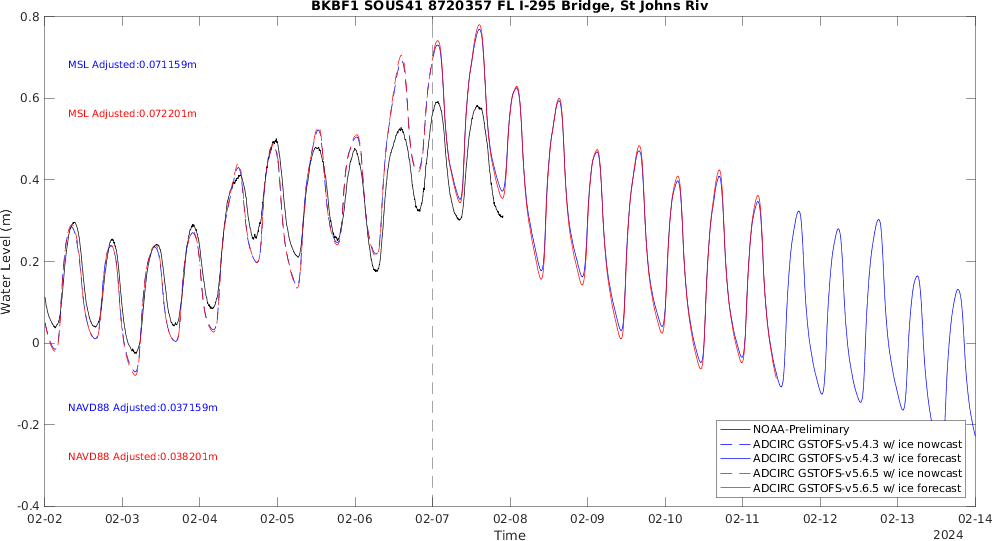 BKBF1 SOUS41 8720357 FL I-295 Bridge, St Johns Riv
0.8
0.6
0.4
0.2
0
-0.2
-0.4
Water Level (m)
MSL Adjusted:0.071159m
MSL Adjusted:0.072201m
NAVD88 Adjusted:0.037159m
NAVD88 Adjusted:0.038201m
NOAA-Preliminary
ADCIRC GSTOFS-v5.4.3 w/ ice nowcast
ADCIRC GSTOFS-v5.4.3 w/ ice forecast
ADCIRC GSTOFS-v5.6.5 w/ ice nowcast
ADCIRC GSTOFS-v5.6.5 w/ ice forecast
02-02 02-03 02-04 02-05 02-06 02-07 02-08 02-09 02-10 02-11 02-12 02-13 02-14
Time
2024